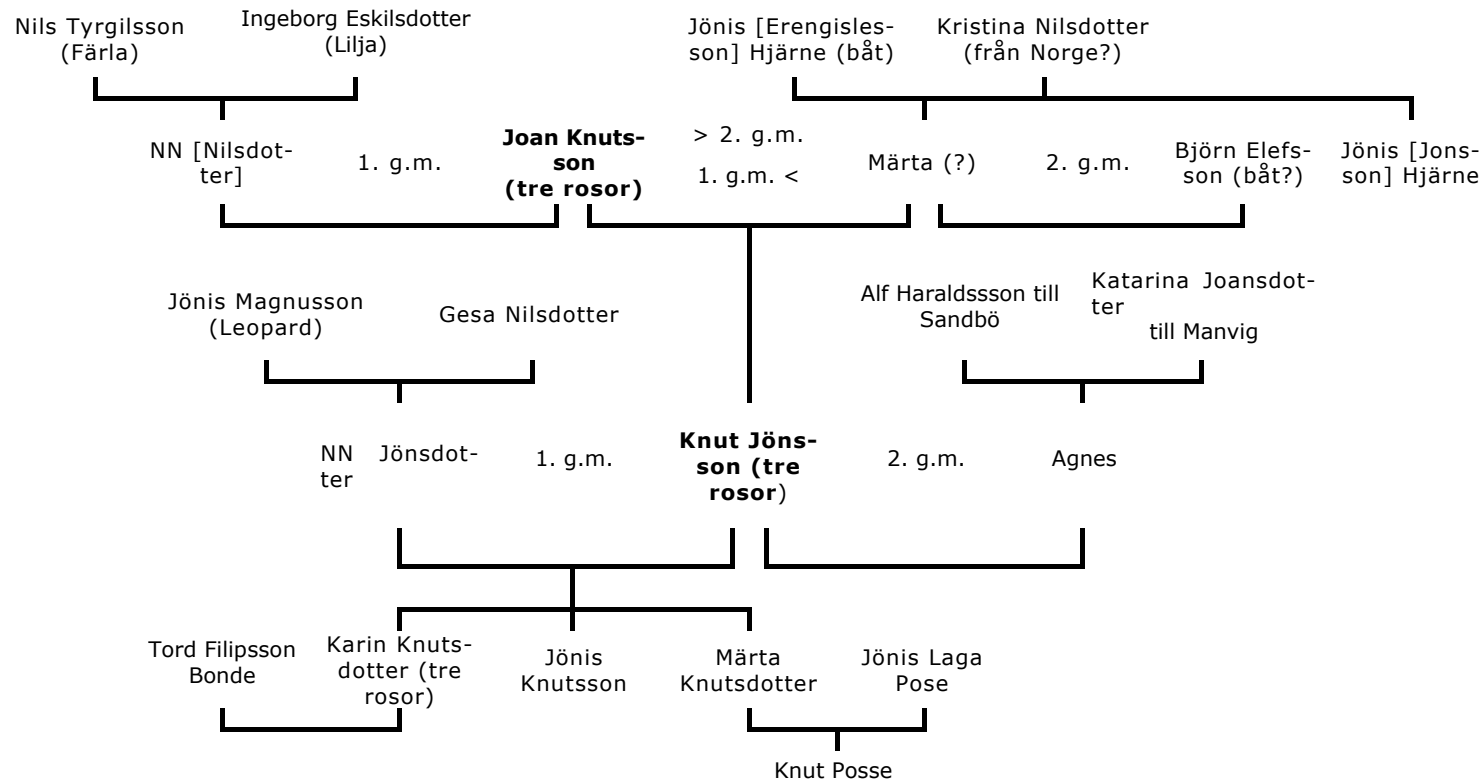 Nils Tyrgilsson
(Färla)
Ingeborg Eskilsdotter
(Lilja)
Jönis [Erengisles-
son] Hjärne (båt)
Kristina Nilsdotter
(från Norge?)
NN [Nilsdot-
ter]
1. g.m.
Joan Knuts-
son
(tre rosor)
> 2. g.m.
1. g.m. <
Märta (?)
2. g.m.
Björn Elefs-
son (båt?)
Jönis [Jons-
son] Hjärne
Jönis Magnusson
(Leopard)
Gesa Nilsdotter
Alf Haraldssson till
Sandbö
Katarina Joansdot-
ter
till Manvig
NN Jönsdot-
ter
1. g.m.
Knut Jöns-
son (tre
rosor)
2. g.m.
Agnes
Tord Filipsson
Bonde
Karin Knuts-
dotter (tre
rosor)
Jönis
Knutsson
Märta
Knutsdotter
Jönis Laga
Pose
Knut Posse